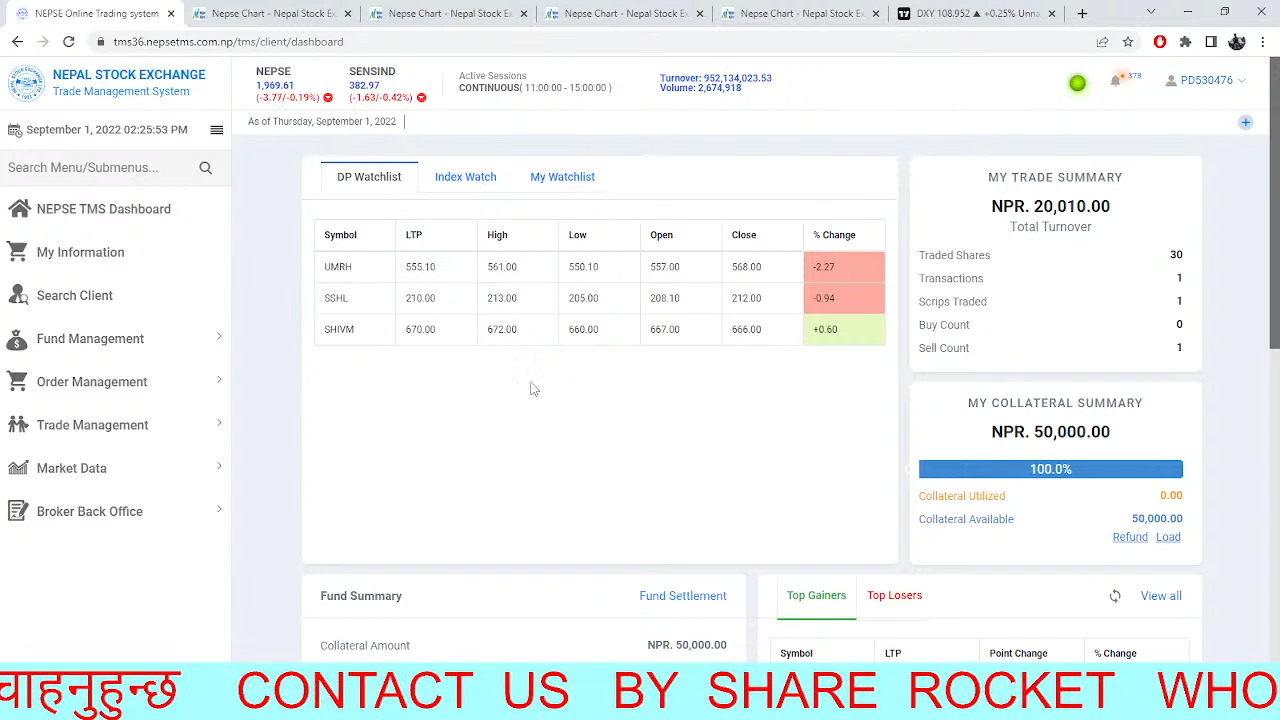 NEPSE Online Trading system
Nepse Chart - Nepal Stock Ex
Nepse Chart - Nepal Stock Ex
Nepse Chart - Nepal Stock Ex
Nepse Chart - Nepal Stock Ex
DXY 108.952 ▲ +0.25% Unna
tms36.nepsetms.com.np/tms/client/dashboard
NEPAL STOCK EXCHANGE
Trade Management System
NEPSE
1,969.61
(-3.77/-0.19%)
SENSIND
382.97
(-1.63/-0.42%)
Active Sessions
CONTINUOUS( 11:00:00 - 15:00:00 )
Turnover: 952,134,023.53
Volume: 2,674,918
378
PD530476
September 1, 2022 02:25:53 PM
As of Thursday, September 1, 2022
Search Menu/Submenus...
NEPSE TMS Dashboard
My Information
Search Client
Fund Management
Order Management
Trade Management
Market Data
Broker Back Office
DP Watchlist Index Watch My Watchlist
Symbol LTP High Low Open Close % Change
UMRH 555.10 561.00 550.10 557.00 568.00 -2.27
SSHL 210.00 213.00 205.00 208.10 212.00 -0.94
SHIVM 670.00 672.00 660.00 667.00 666.00 +0.60
MY TRADE SUMMARY
NPR. 20,010.00
Total Turnover
Traded Shares 30
Transactions 1
Scrips Traded 1
Buy Count 0
Sell Count 1
MY COLLATERAL SUMMARY
NPR. 50,000.00
100.0%
Collateral Utilized 0.00
Collateral Available 50,000.00
Refund Load
Fund Summary Fund Settlement
Collateral Amount NPR. 50,000.00
Top Gainers Top Losers View all
Symbol LTP Point Change % Change
वाहनुहुन्छ CONTACT US BY SHARE ROCKET WHO